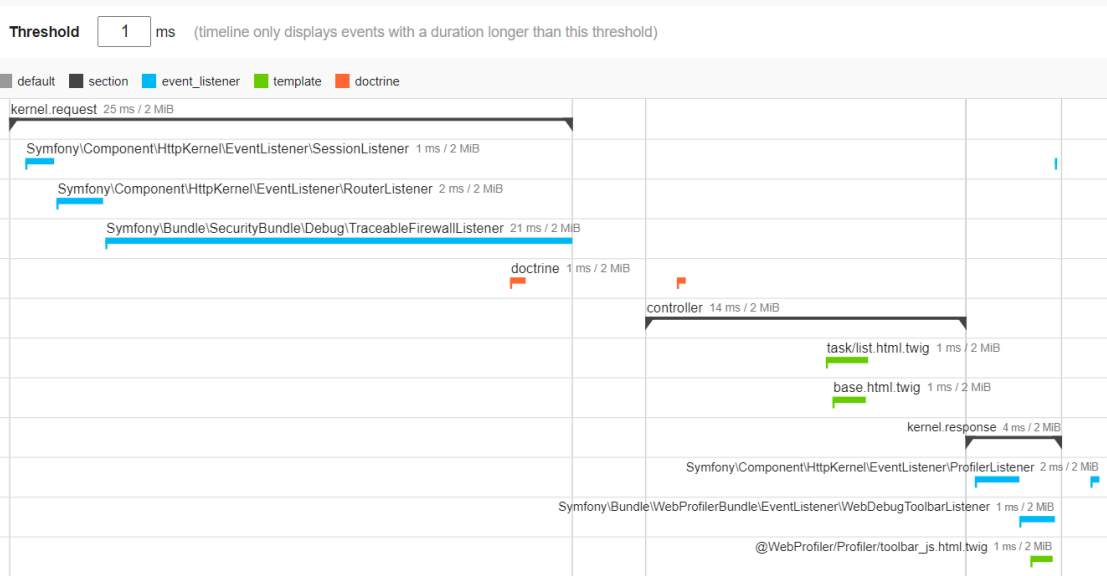 Threshold 1 ms (timeline only displays events with a duration longer than this threshold)
default section event_listener template doctrine
kernel.request 25 ms / 2 MiB
Symfony\Component\HttpKernel\EventListener\SessionListener 1 ms / 2 MiB
Symfony\Component\HttpKernel\EventListener\RouterListener 2 ms / 2 MiB
Symfony\Bundle\SecurityBundle\Debug\TraceableFirewallListener 21 ms / 2 MiB
doctrine 1 ms / 2 MiB
controller 14 ms / 2 MiB
task/list.html.twig 1 ms / 2 MiB
base.html.twig 1 ms / 2 MiB
kernel.response 4 ms / 2 MiB
Symfony\Component\HttpKernel\EventListener\ProfilerListener 2 ms / 2 MiB
Symfony\Bundle\WebProfilerBundle\EventListener\WebDebugToolbarListener 1 ms / 2 MiB
@WebProfiler/Profiler/toolbar_js.html.twig 1 ms / 2 MiB